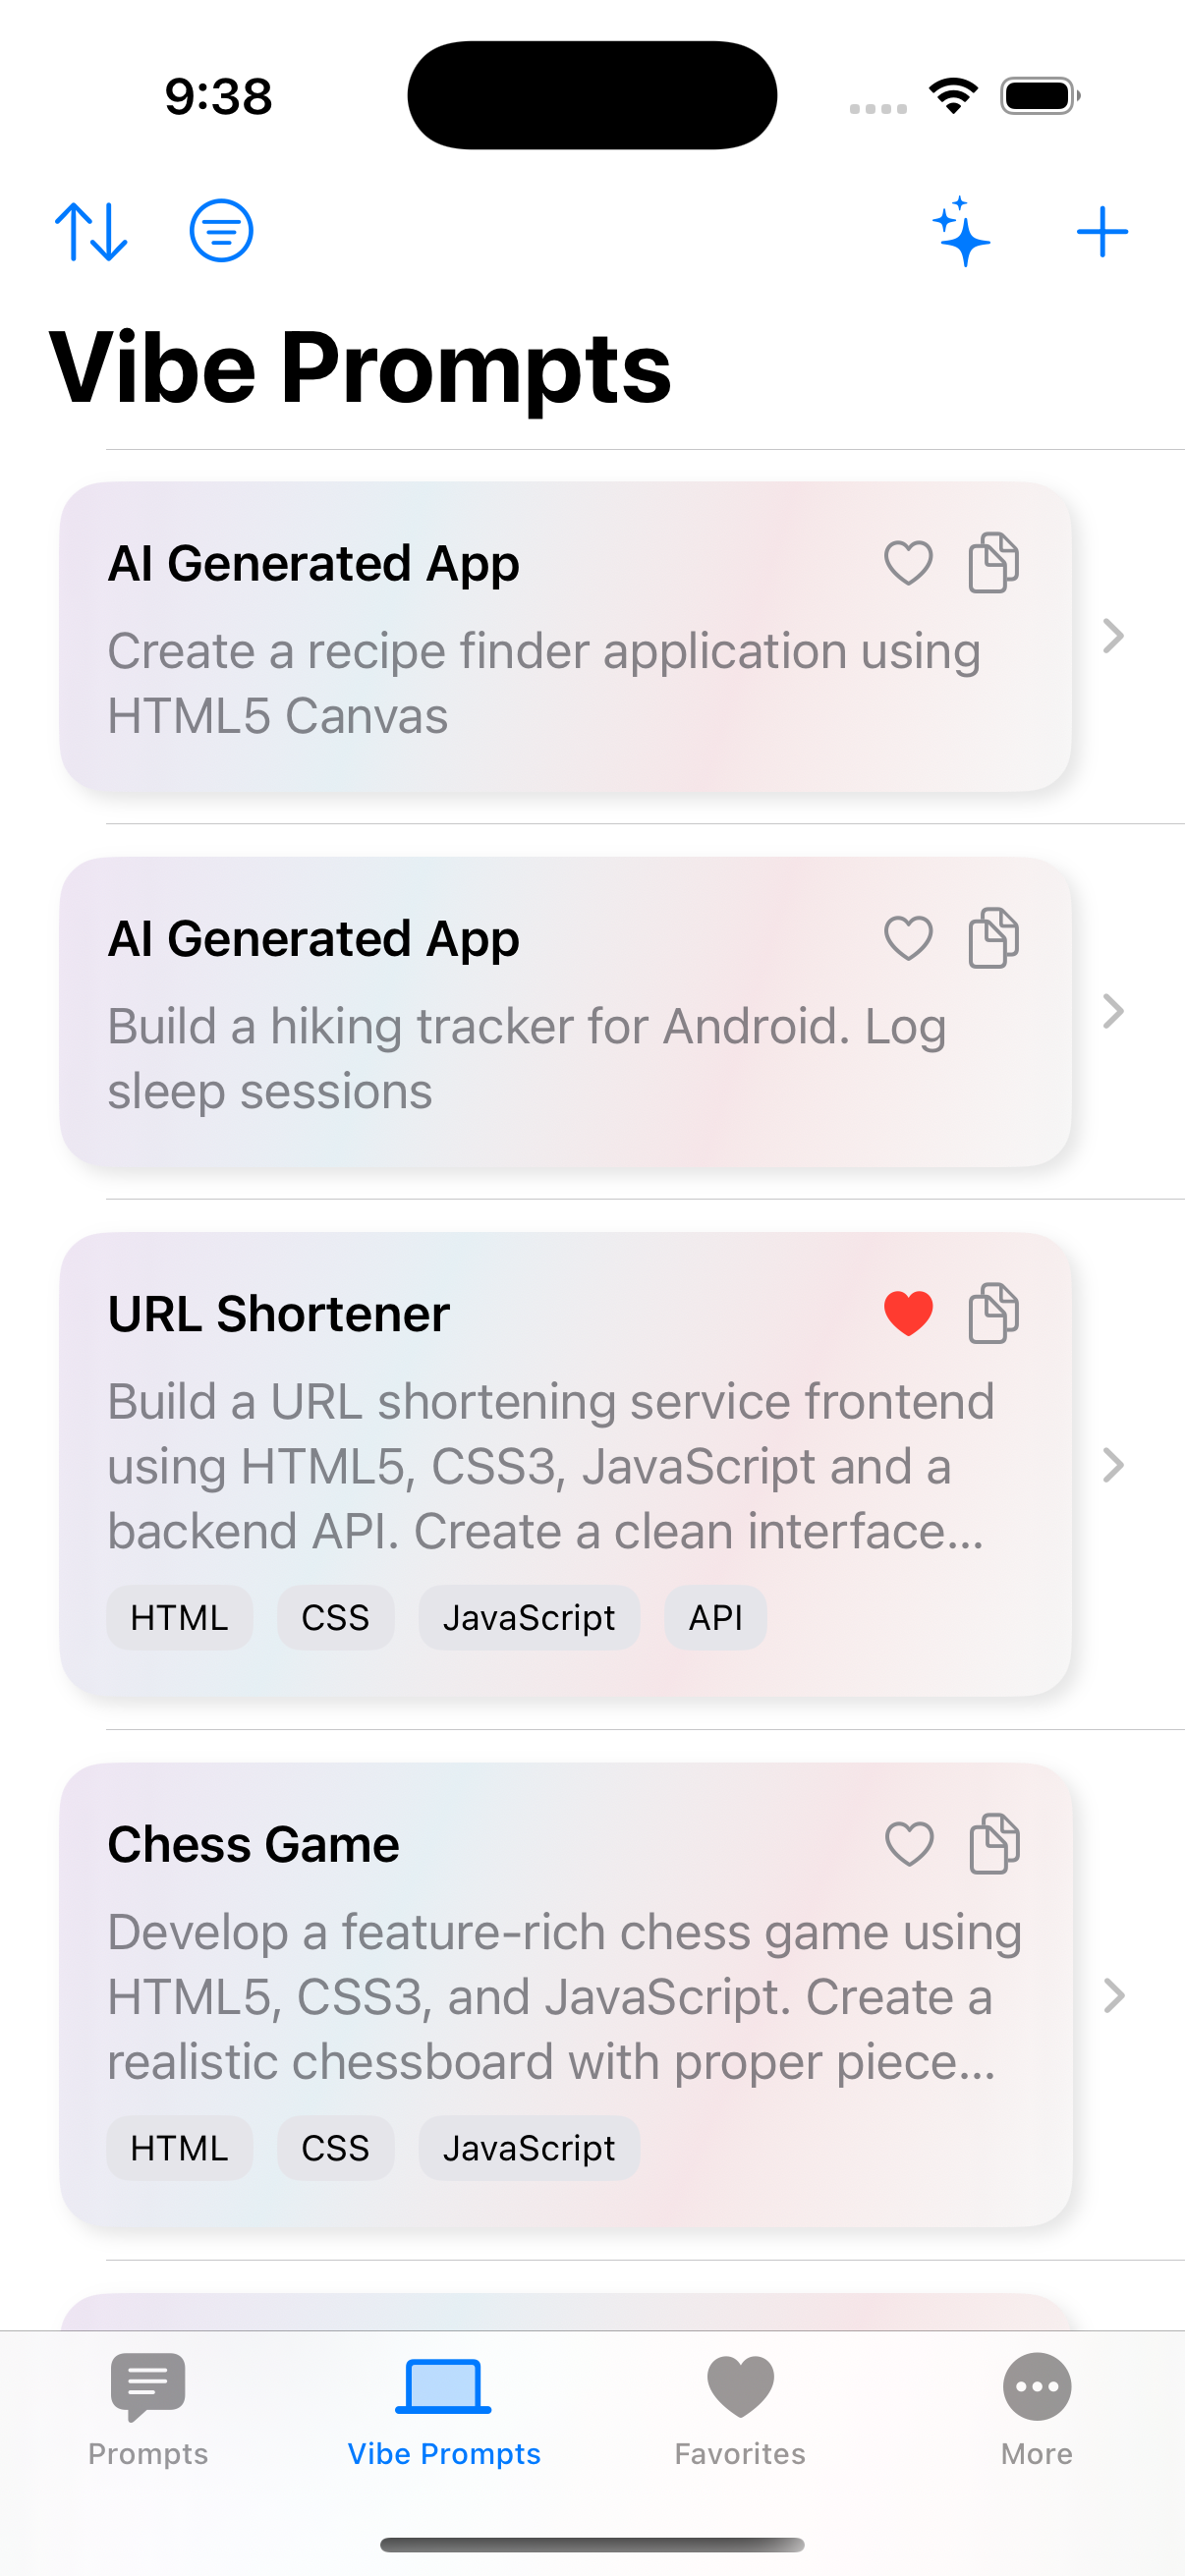 9:38
Vibe Prompts
AI Generated App
Create a recipe finder application using
HTML5 Canvas
AI Generated App
Build a hiking tracker for Android. Log
sleep sessions
URL Shortener
Build a URL shortening service frontend
using HTML5, CSS3, JavaScript and a
backend API. Create a clean interface...
HTML CSS JavaScript API
Chess Game
Develop a feature-rich chess game using
HTML5, CSS3, and JavaScript. Create a
realistic chessboard with proper piece...
HTML CSS JavaScript
Prompts Vibe Prompts Favorites More